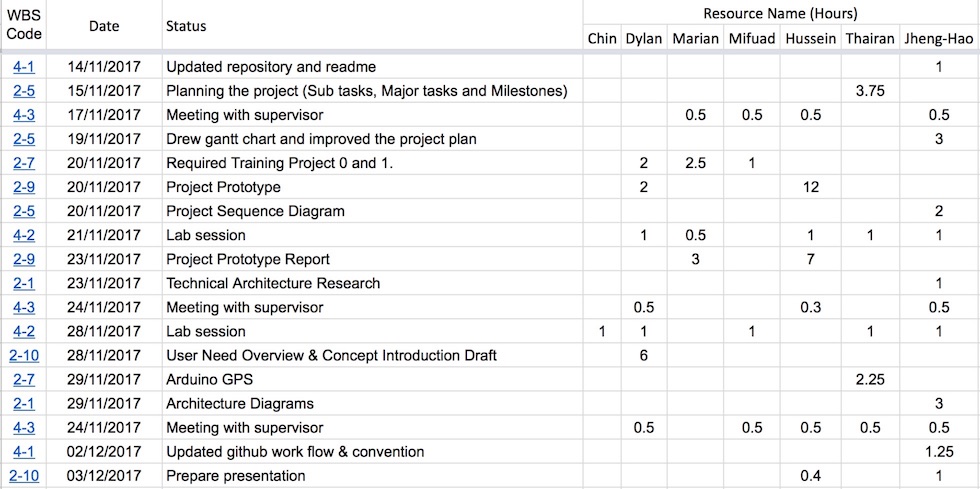 WBS Code Date Status Resource Name (Hours)
Chin Dylan Marian Mifuad Hussein Thairan Jheng-Hao
4-1 14/11/2017 Updated repository and readme 1
2-5 15/11/2017 Planning the project (Sub tasks, Major tasks and Milestones) 3.75
4-3 17/11/2017 Meeting with supervisor 0.5 0.5 0.5 0.5
2-5 19/11/2017 Drew gantt chart and improved the project plan 3
2-7 20/11/2017 Required Training Project 0 and 1. 2 2.5 1
2-9 20/11/2017 Project Prototype 2 12
2-5 20/11/2017 Project Sequence Diagram 2
4-2 21/11/2017 Lab session 1 0.5 1 1 1
2-9 23/11/2017 Project Prototype Report 3 7
2-1 23/11/2017 Technical Architecture Research 1
4-3 24/11/2017 Meeting with supervisor 0.5 0.3 0.5
4-2 28/11/2017 Lab session 1 1 1 1 1
2-10 28/11/2017 User Need Overview & Concept Introduction Draft 6
2-7 29/11/2017 Arduino GPS 2.25
2-1 29/11/2017 Architecture Diagrams 3
4-3 24/11/2017 Meeting with supervisor 0.5 0.5 0.5 0.5 0.5
4-1 02/12/2017 Updated github work flow & convention 1.25
2-10 03/12/2017 Prepare presentation 0.4 1